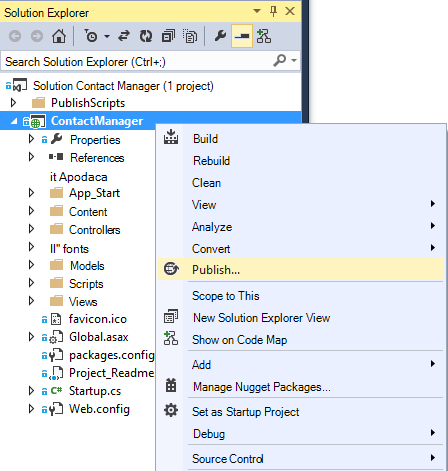 Solution Explorer
Search Solution Explorer (Ctrl+;)
Solution Contact Manager (1 project)
PublishScripts
ContactManager
Properties
References
it Apodaca
App_Start
Content
Controllers
ll" fonts
Models
Scripts
Views
favicon.ico
Global.asax
packages.config
Project_Readme
Startup.cs
Web.config
Build
Rebuild
Clean
View
Analyze
Convert
Publish...
Scope to This
New Solution Explorer View
Show on Code Map
Add
Manage Nugget Packages...
Set as Startup Project
Debug
Source Control